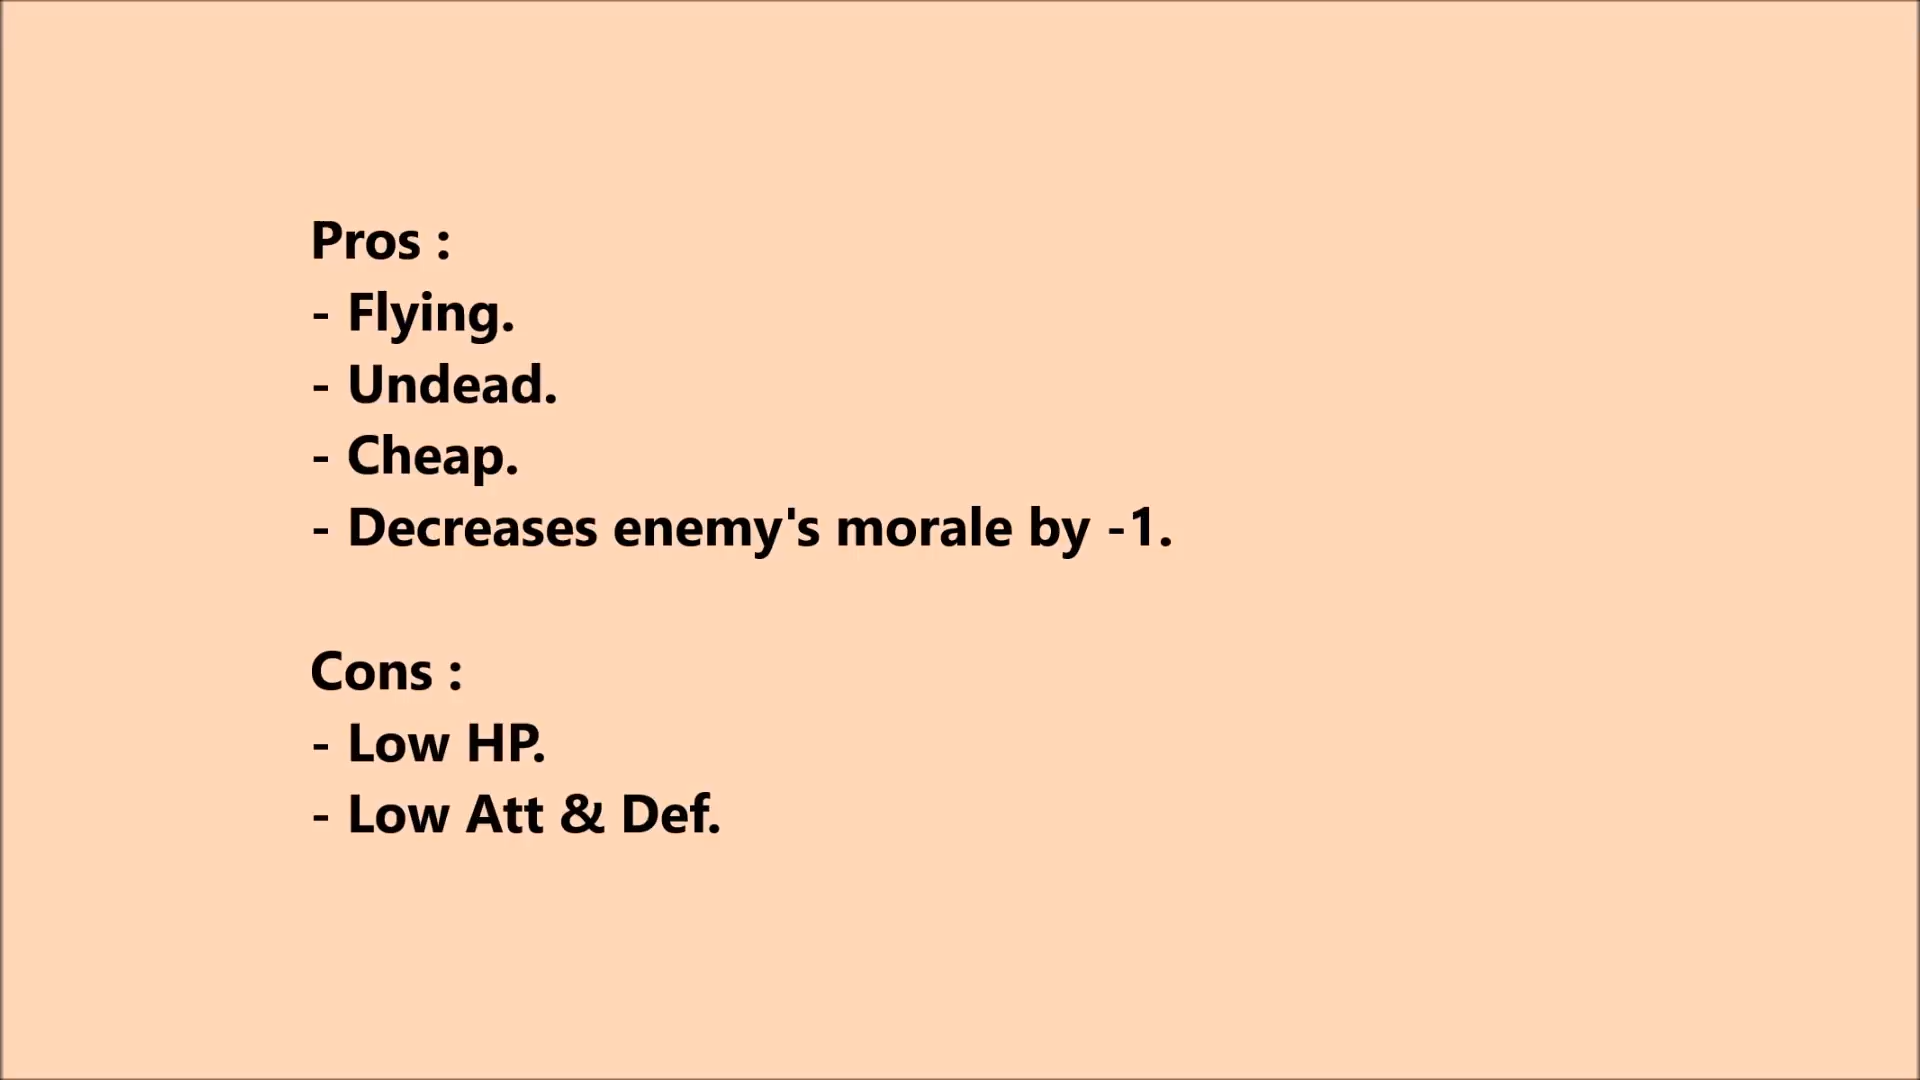 Pros :
- Flying.
- Undead.
- Cheap.
- Decreases enemy's morale by -1.
Cons :
- Low HP.
- Low Att & Def.